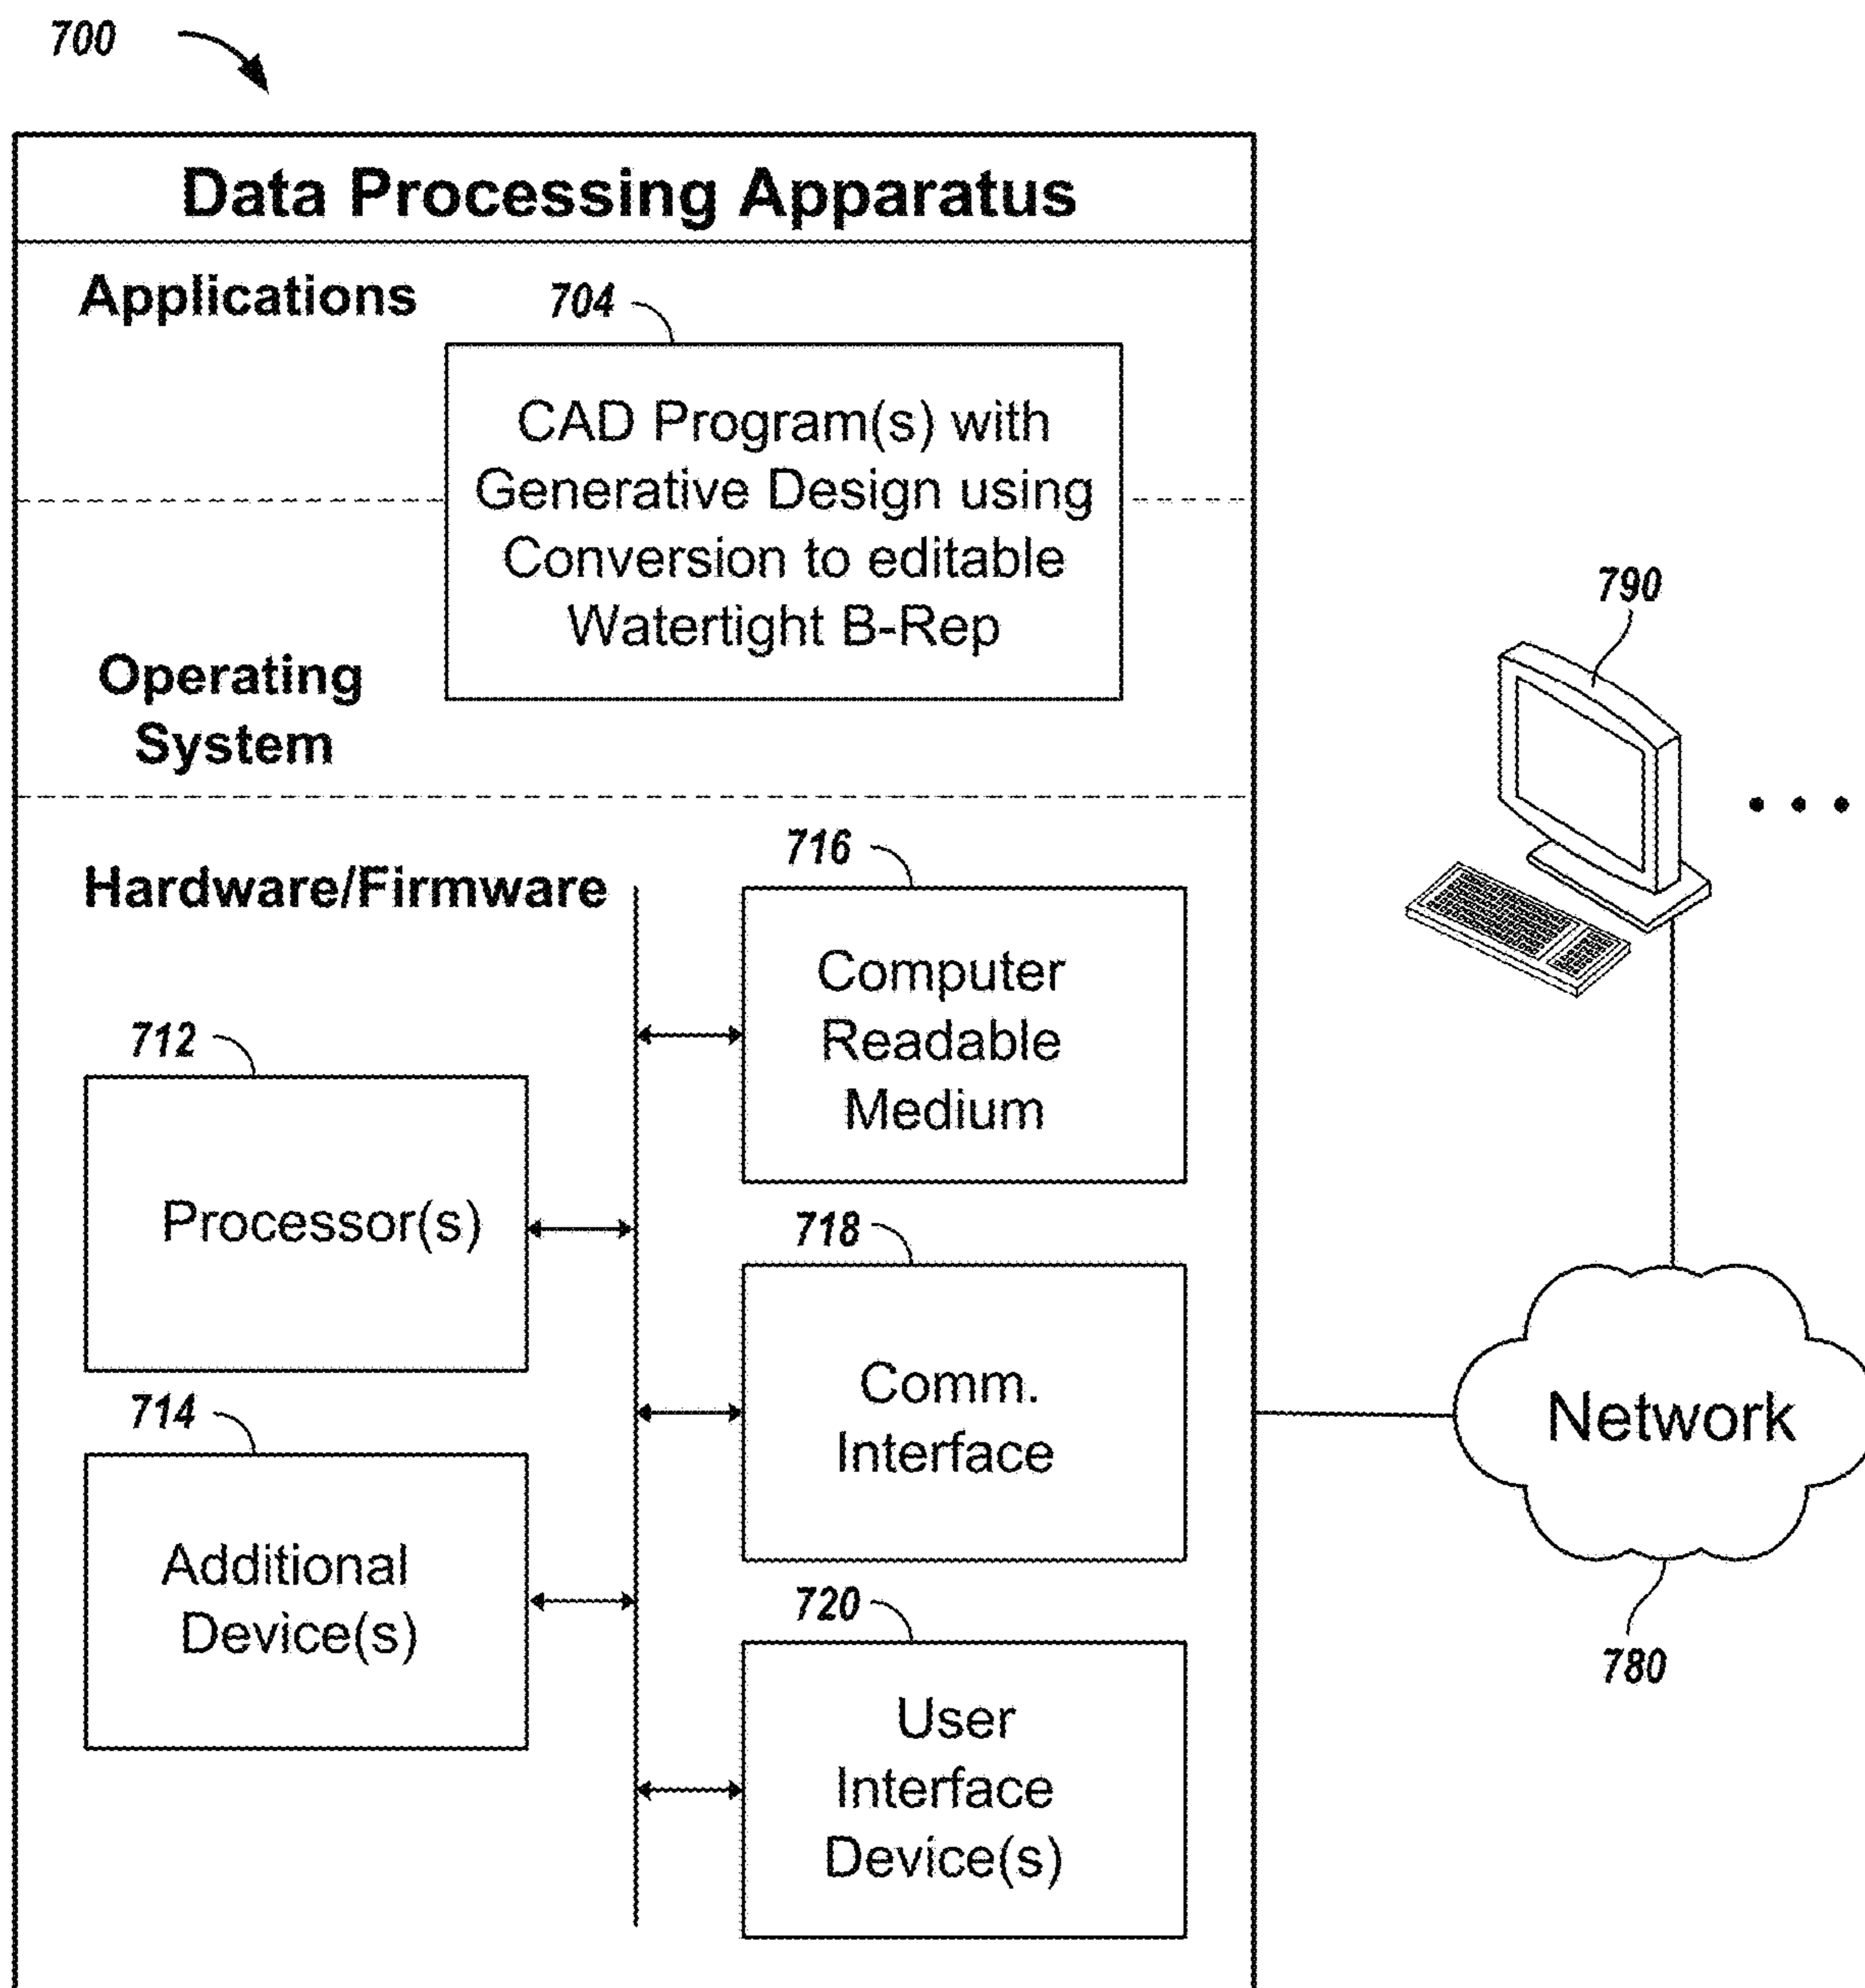 700
Data Processing Apparatus
Applications
704
CAD Program(s) with
Generative Design using
Conversion to editable
Watertight B-Rep
Operating
System
790
Hardware/Firmware
716
Computer
Readable
Medium
712
Processor(s)
718
Comm.
Interface
Network
714
Additional
Device(s)
720
User
Interface
Device(s)
780